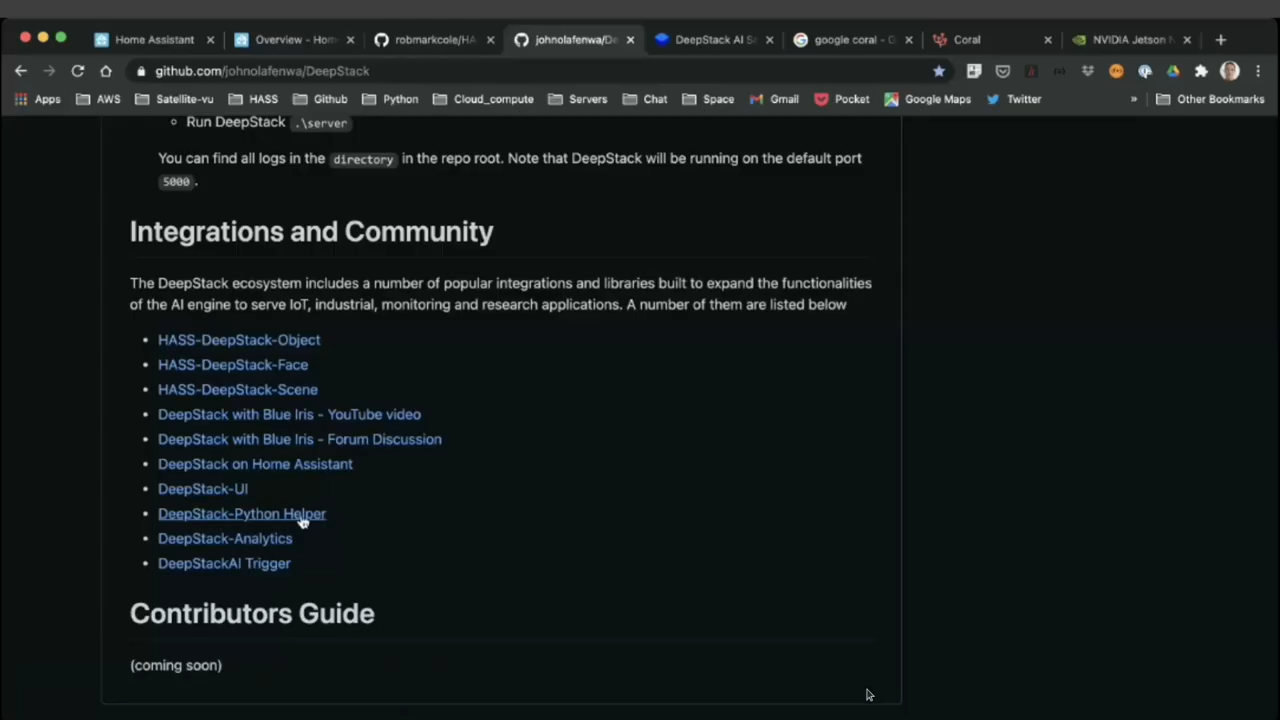 Home Assistant
Overview - Hom
robmarkcole/HA
johnolafenwa/De
DeepStack AI S
google coral - G
Coral
NVIDIA Jetson N
github.com/johnolafenwa/DeepStack
Apps
AWS
Satellite-vu
HASS
Github
Python
Cloud_compute
Servers
Chat
Space
Gmail
Pocket
Google Maps
Twitter
»
Other Bookmarks
Run DeepStack .\server
You can find all logs in the directory in the repo root. Note that DeepStack will be running on the default port
5000.
Integrations and Community
The DeepStack ecosystem includes a number of popular integrations and libraries built to expand the functionalities
of the AI engine to serve IoT, industrial, monitoring and research applications. A number of them are listed below
HASS-DeepStack-Object
HASS-DeepStack-Face
HASS-DeepStack-Scene
DeepStack with Blue Iris - YouTube video
DeepStack with Blue Iris - Forum Discussion
DeepStack on Home Assistant
DeepStack-UI
DeepStack-Python Helper
DeepStack-Analytics
DeepStackAI Trigger
Contributors Guide
(coming soon)